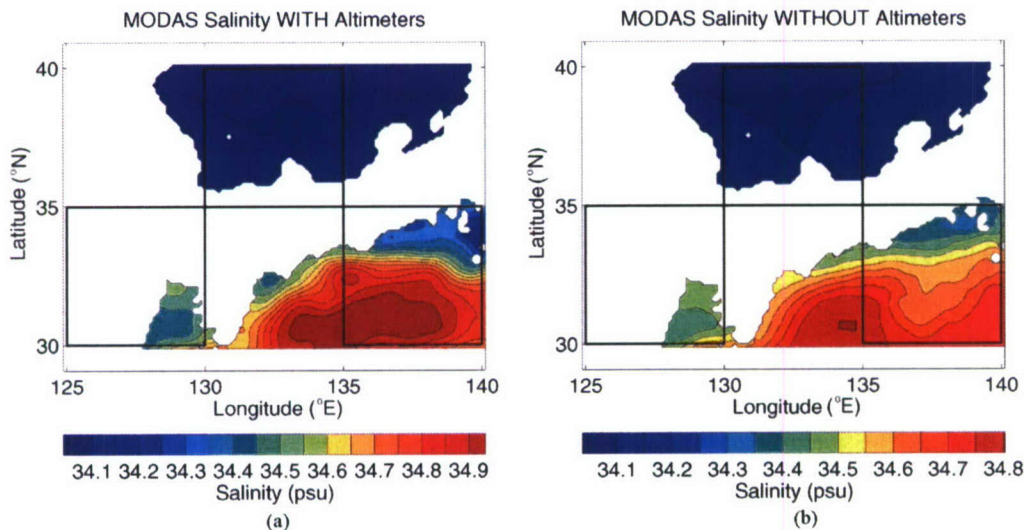 MODAS Salinity WITH Altimeters
40
35
30
Latitude (°N)
125 130 135 140
Longitude (°E)
34.1 34.2 34.3 34.4 34.5 34.6 34.7 34.8 34.9
Salinity (psu)
(a)
MODAS Salinity WITHOUT Altimeters
40
35
30
Latitude (°N)
125 130 135 140
Longitude (°E)
34.1 34.2 34.3 34.4 34.5 34.6 34.7 34.8
Salinity (psu)
(b)